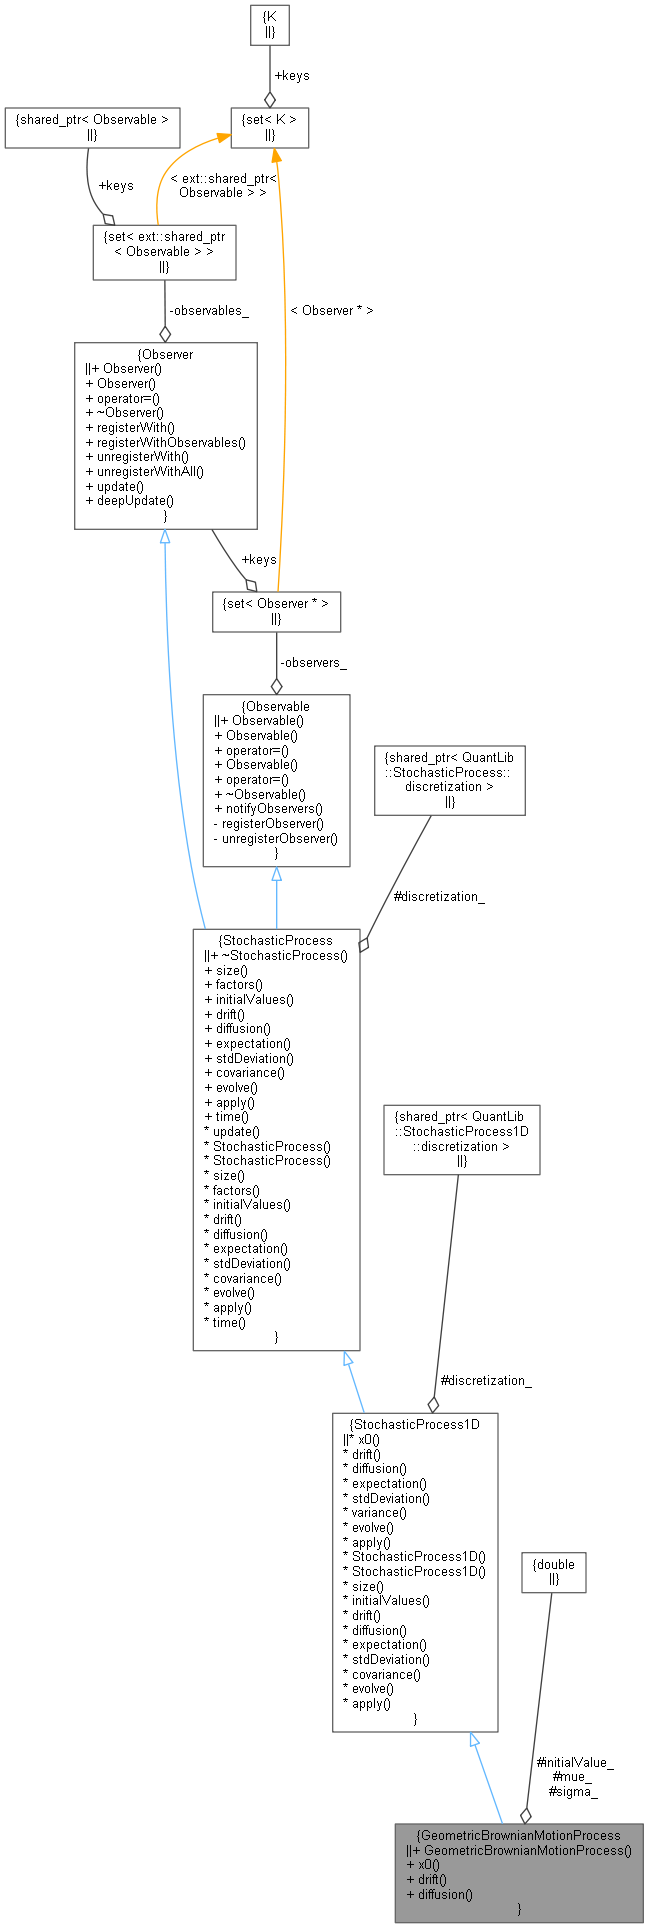 {K
||}
+keys
{shared_ptr< Observable >
||}
{set< K >
||}
+keys
< ext::shared_ptr<
Observable > >
{set< ext::shared_ptr
< Observable > >
||}
-observables_
< Observer * >
{Observer
||+ Observer()
+ Observer()
+ operator=()
+ ~Observer()
+ registerWith()
+ registerWithObservables()
+ unregisterWith()
+ unregisterWithAll()
+ update()
+ deepUpdate()
}
+keys
{set< Observer * >
||}
-observers_
{Observable
||+ Observable()
+ Observable()
+ operator=()
+ Observable()
+ operator=()
+ ~Observable()
+ notifyObservers()
- registerObserver()
- unregisterObserver()
}
{shared_ptr< QuantLib
::StochasticProcess::
discretization >
||}
#discretization_
{StochasticProcess
||+ ~StochasticProcess()
+ size()
+ factors()
+ initialValues()
+ drift()
+ diffusion()
+ expectation()
+ stdDeviation()
+ covariance()
+ evolve()
+ apply()
+ time()
* update()
* StochasticProcess()
* StochasticProcess()
* size()
* factors()
* initialValues()
* drift()
* diffusion()
* expectation()
* stdDeviation()
* covariance()
* evolve()
* apply()
* time()
}
{shared_ptr< QuantLib
::StochasticProcess1D
::discretization >
||}
#discretization_
{StochasticProcess1D
||* x0()
* drift()
* diffusion()
* expectation()
* stdDeviation()
* variance()
* evolve()
* apply()
* StochasticProcess1D()
* StochasticProcess1D()
* size()
* initialValues()
* drift()
* diffusion()
* expectation()
* stdDeviation()
* covariance()
* evolve()
* apply()
}
{double
||}
#initialValue_
#mue_
#sigma_
{GeometricBrownianMotionProcess
||+ GeometricBrownianMotionProcess()
+ x0()
+ drift()
+ diffusion()
}